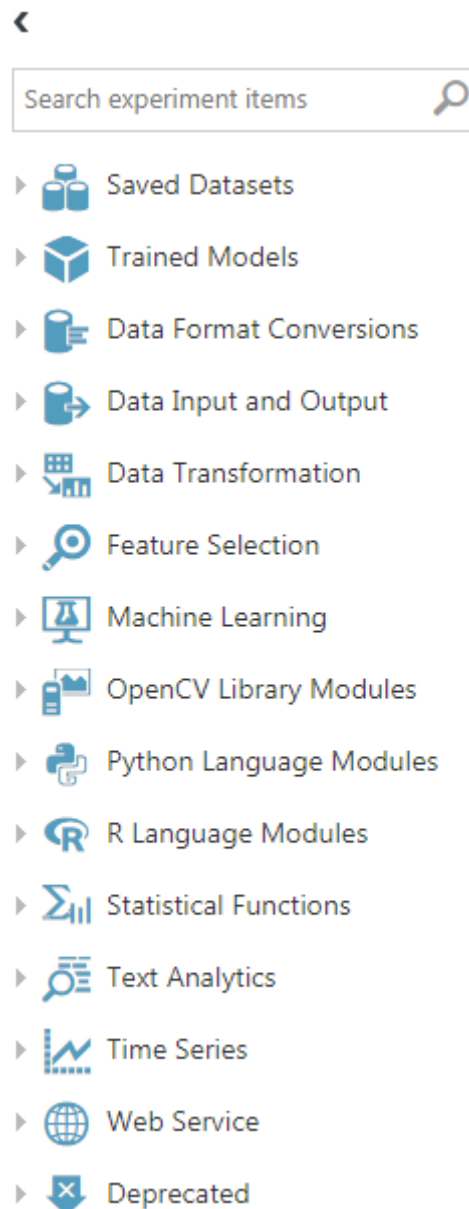 Search experiment items
Saved Datasets
Trained Models
Data Format Conversions
Data Input and Output
Data Transformation
Feature Selection
Machine Learning
OpenCV Library Modules
Python Language Modules
R Language Modules
Statistical Functions
Text Analytics
Time Series
Web Service
Deprecated